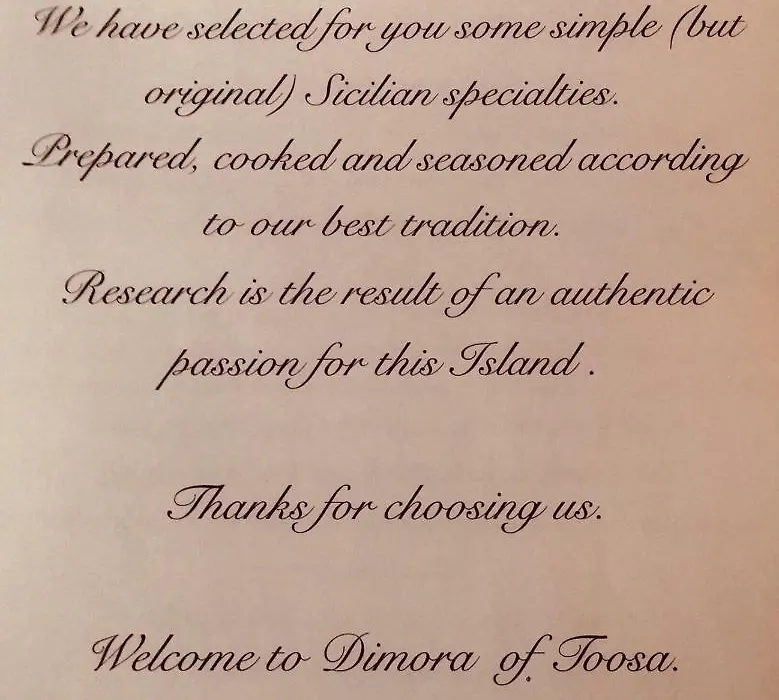 We have selected for you some simple (but
original) Sicilian specialties.
Prepared, cooked and seasoned according
to our best tradition.
Research is the result of an authentic
passion for this Island .
Thanks for choosing us.
Welcome to Dimora of. Toosa.